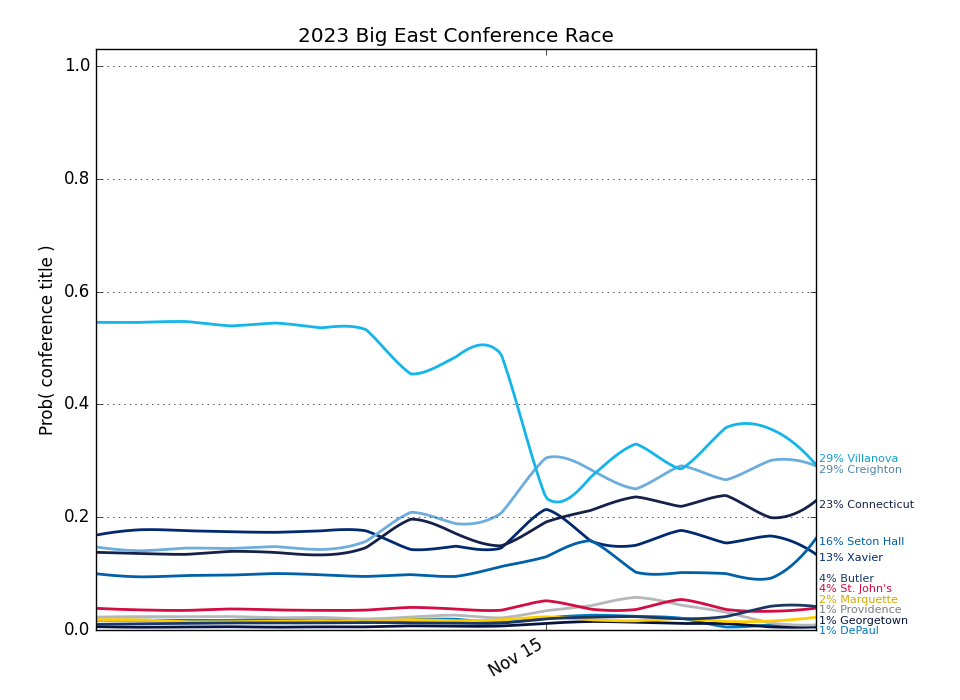 2023 Big East Conference Race
Prob( conference title )
1.0
0.8
0.6
0.4
0.2
0.0
Nov 15
29% Villanova
29% Creighton
23% Connecticut
16% Seton Hall
13% Xavier
4% Butler
4% St. John's
2% Marquette
1% Providence
1% Georgetown
1% DePaul